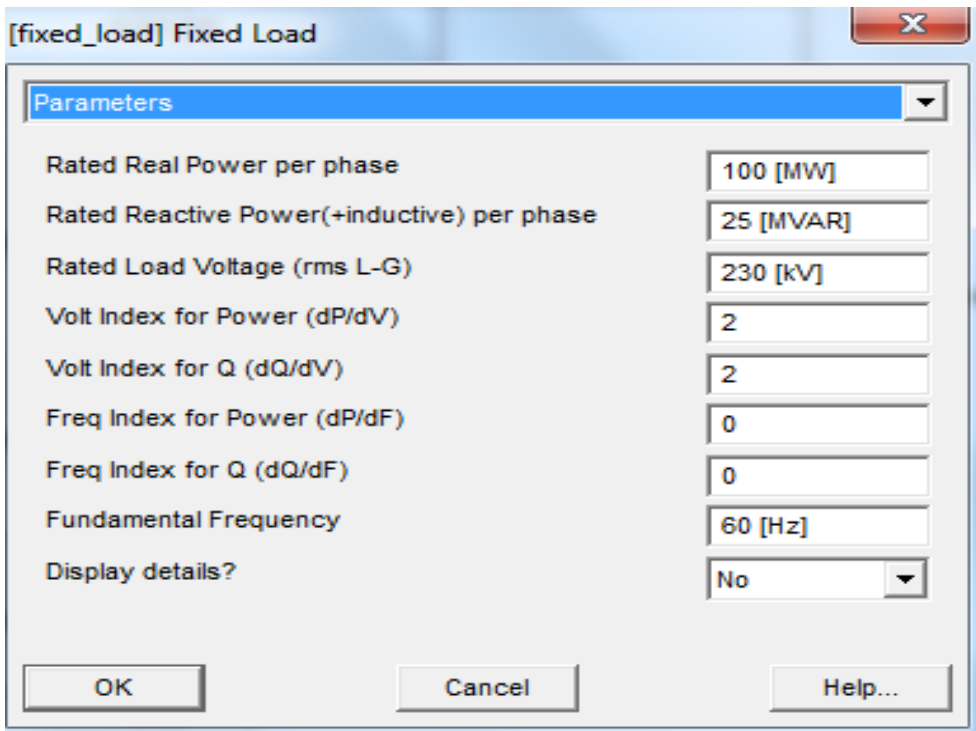 [fixed_load] Fixed Load
Parameters
Rated Real Power per phase 100 [MW]
Rated Reactive Power(+inductive) per phase 25 [MVAR]
Rated Load Voltage (rms L-G) 230 [kV]
Volt Index for Power (dP/dV) 2
Volt Index for Q (dQ/dV) 2
Freq Index for Power (dP/dF) 0
Freq Index for Q (dQ/dF) 0
Fundamental Frequency 60 [Hz]
Display details? No
OK Cancel Help...